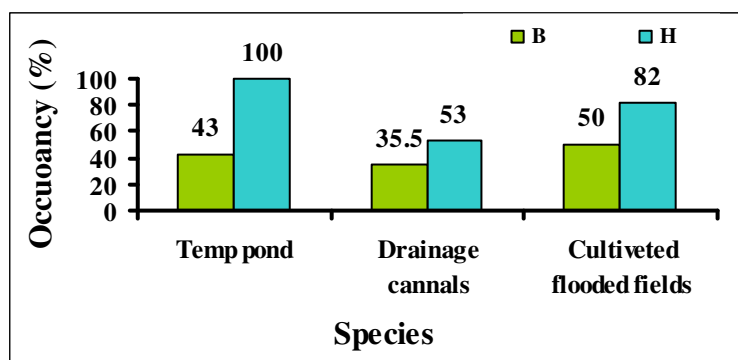 B H
Occuoancy (%)
100
80
60
40
20
0
43
100
35.5
53
50
82
Temp pond
Drainage
cannals
Cultiveted
flooded fields
Species